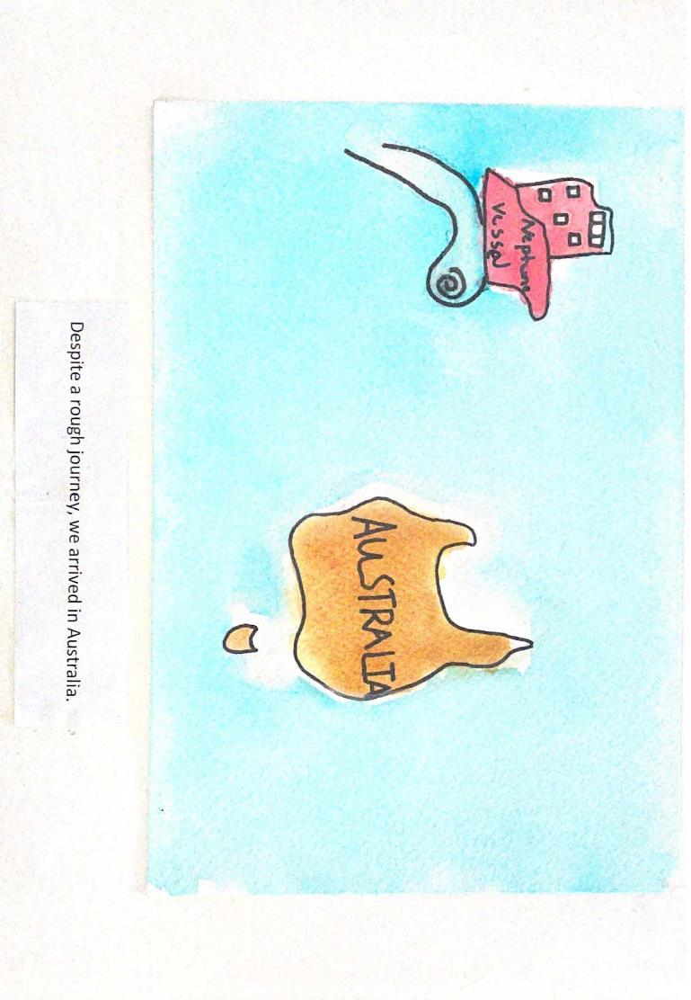 Neptune
Vessel
AUSTRALIA
Despite a rough journey, we arrived in Australia.